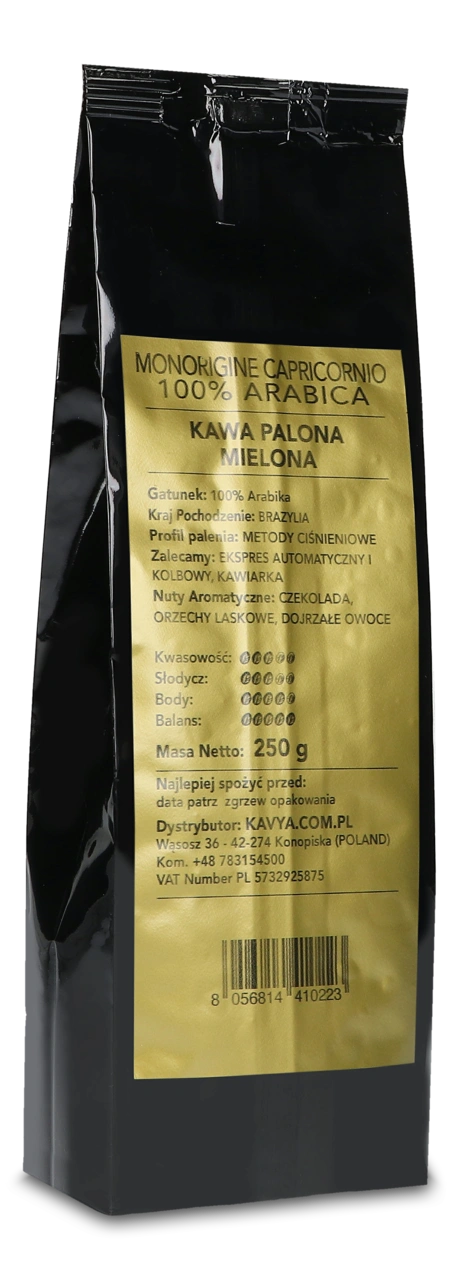 MONORIGINE CAPRICORNIO
100% ARABICA
KAWA PALONA
MIELONA
Gatunek: 100% Arabika
Kraj Pochodzenie: BRAZYLIA
Profil palenia: METODY CIŚNIENIOWE
Zalecamy: EKSPRES AUTOMATYCZNY I
KOLBOWY, KAWIARKA
Nuty Aromatyczne: CZEKOLADA,
ORZECHY LASKOWE, DOJRZAŁE OWOCE
Kwasowość:
Słodycz:
Body:
Balans:
Masa Netto: 250 g
Najlepiej spożyć przed:
data patrz zgrzew opakowania
Dystrybutor: KAVYA.COM.PL
Wąsosz 36 - 42-274 Konopiska (POLAND)
Kom. +48 783154500
VAT Number PL 5732925875
8 056814 410223